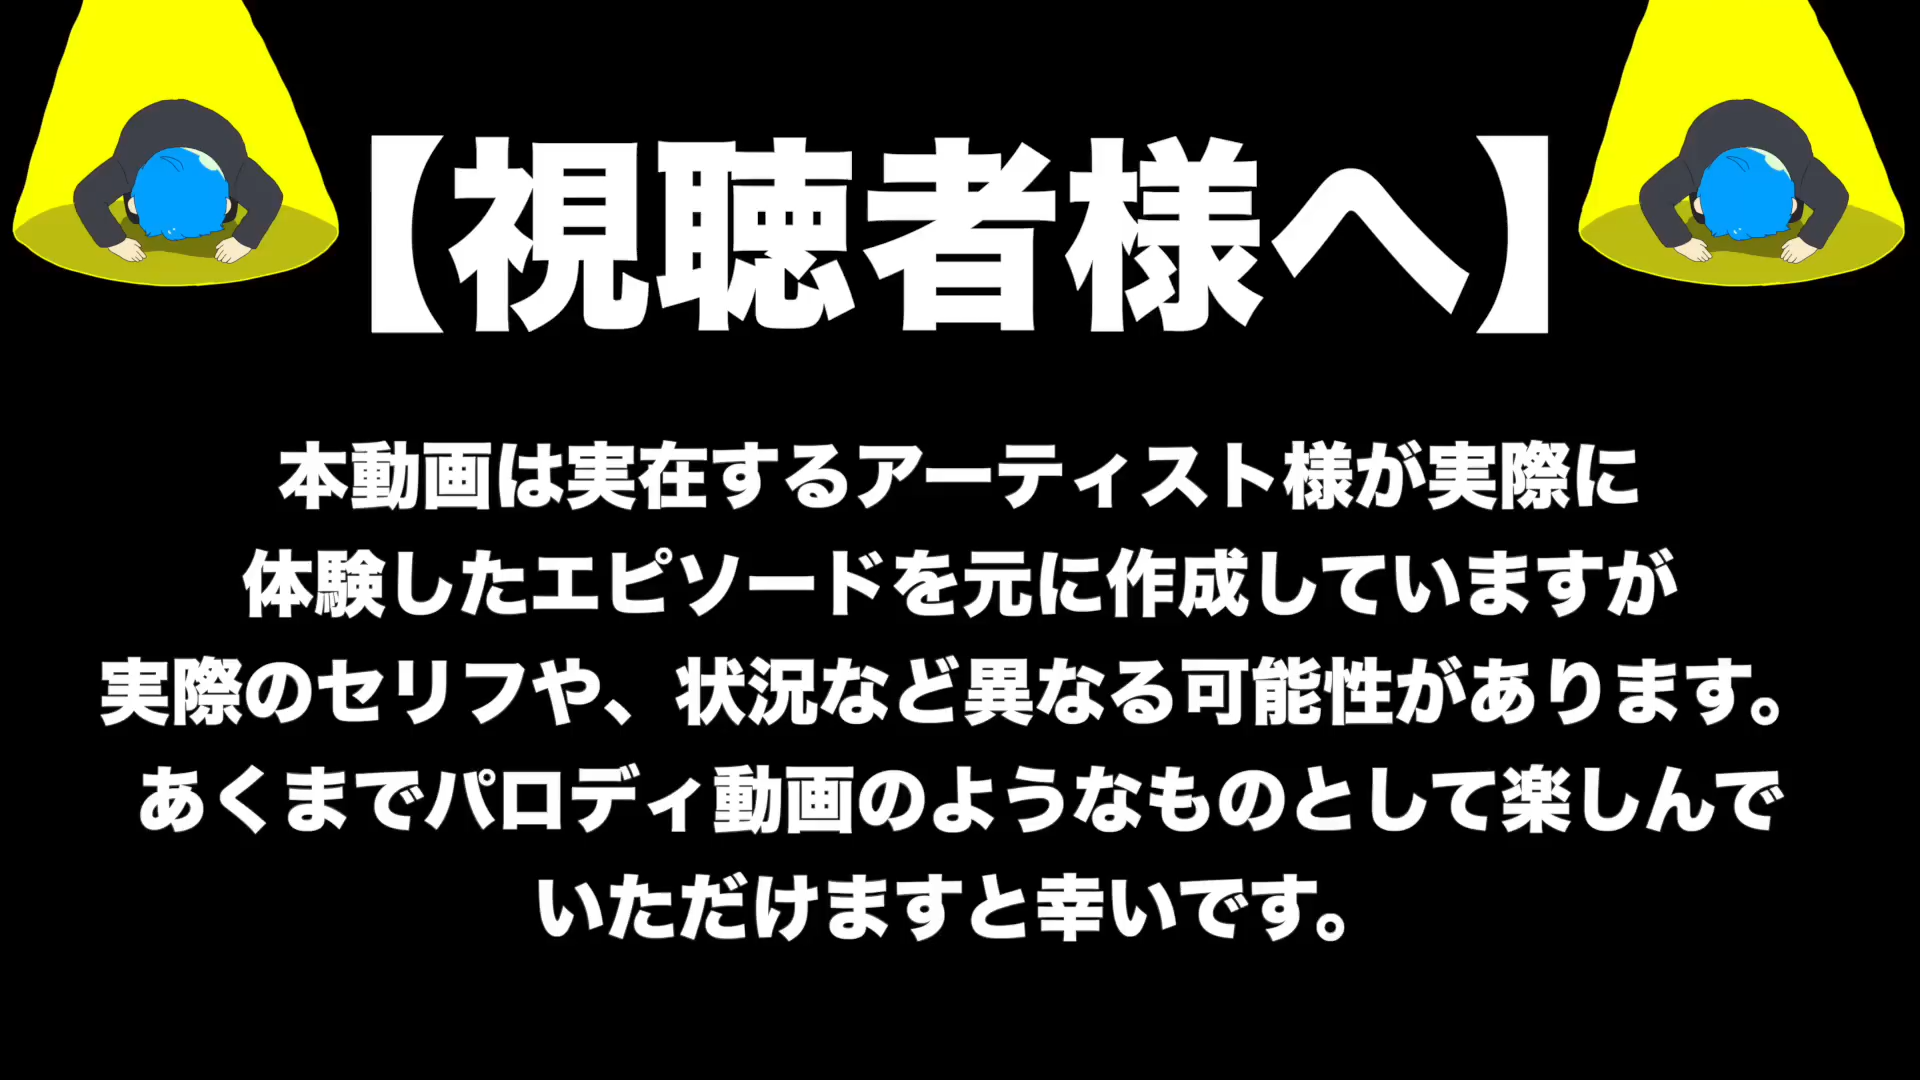 【視聴者様へ】
本動画は実在するアーティスト様が実際に
体験したエピソードを元に作成していますが
実際のセリフや、状況など異なる可能性があります。
あくまでパロディ動画のようなものとして楽しんで
いただけますと幸いです。